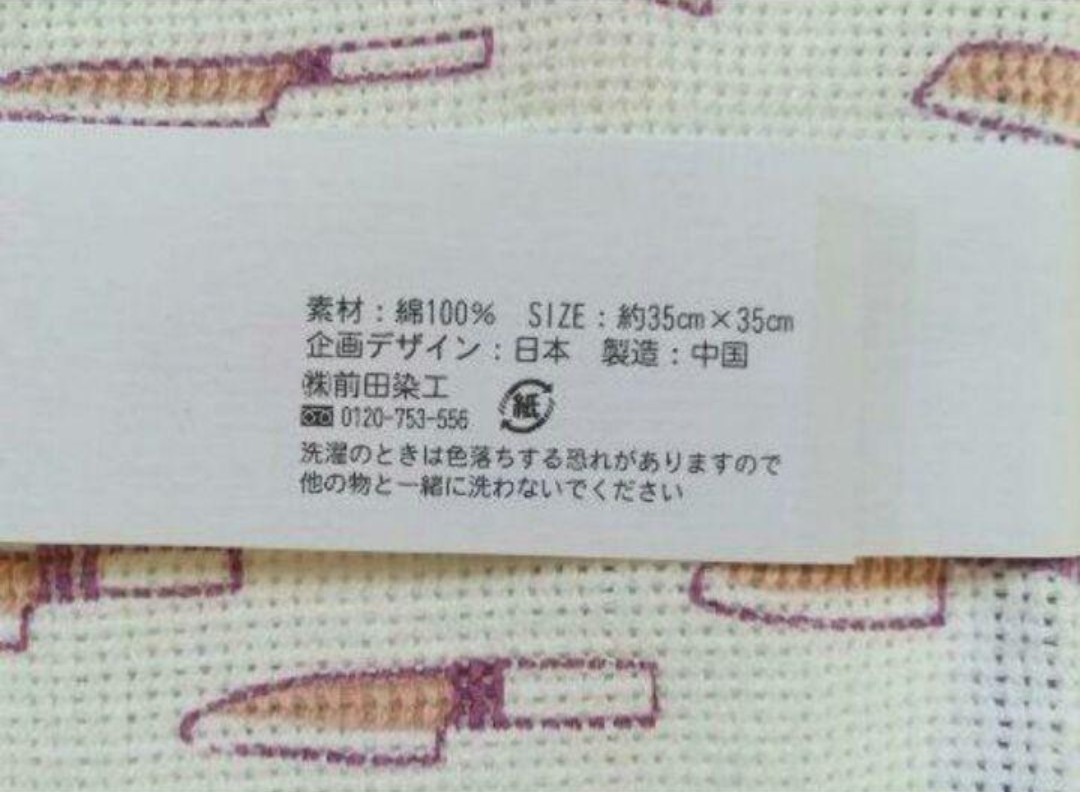 素材：綿100％　SIZE：約35㎝×35㎝
企画デザイン：日本　製造：中国
㈱前田染工
0120-753-556
紙
洗濯のときは色落ちする恐れがありますので
他の物と一緒に洗わないでください